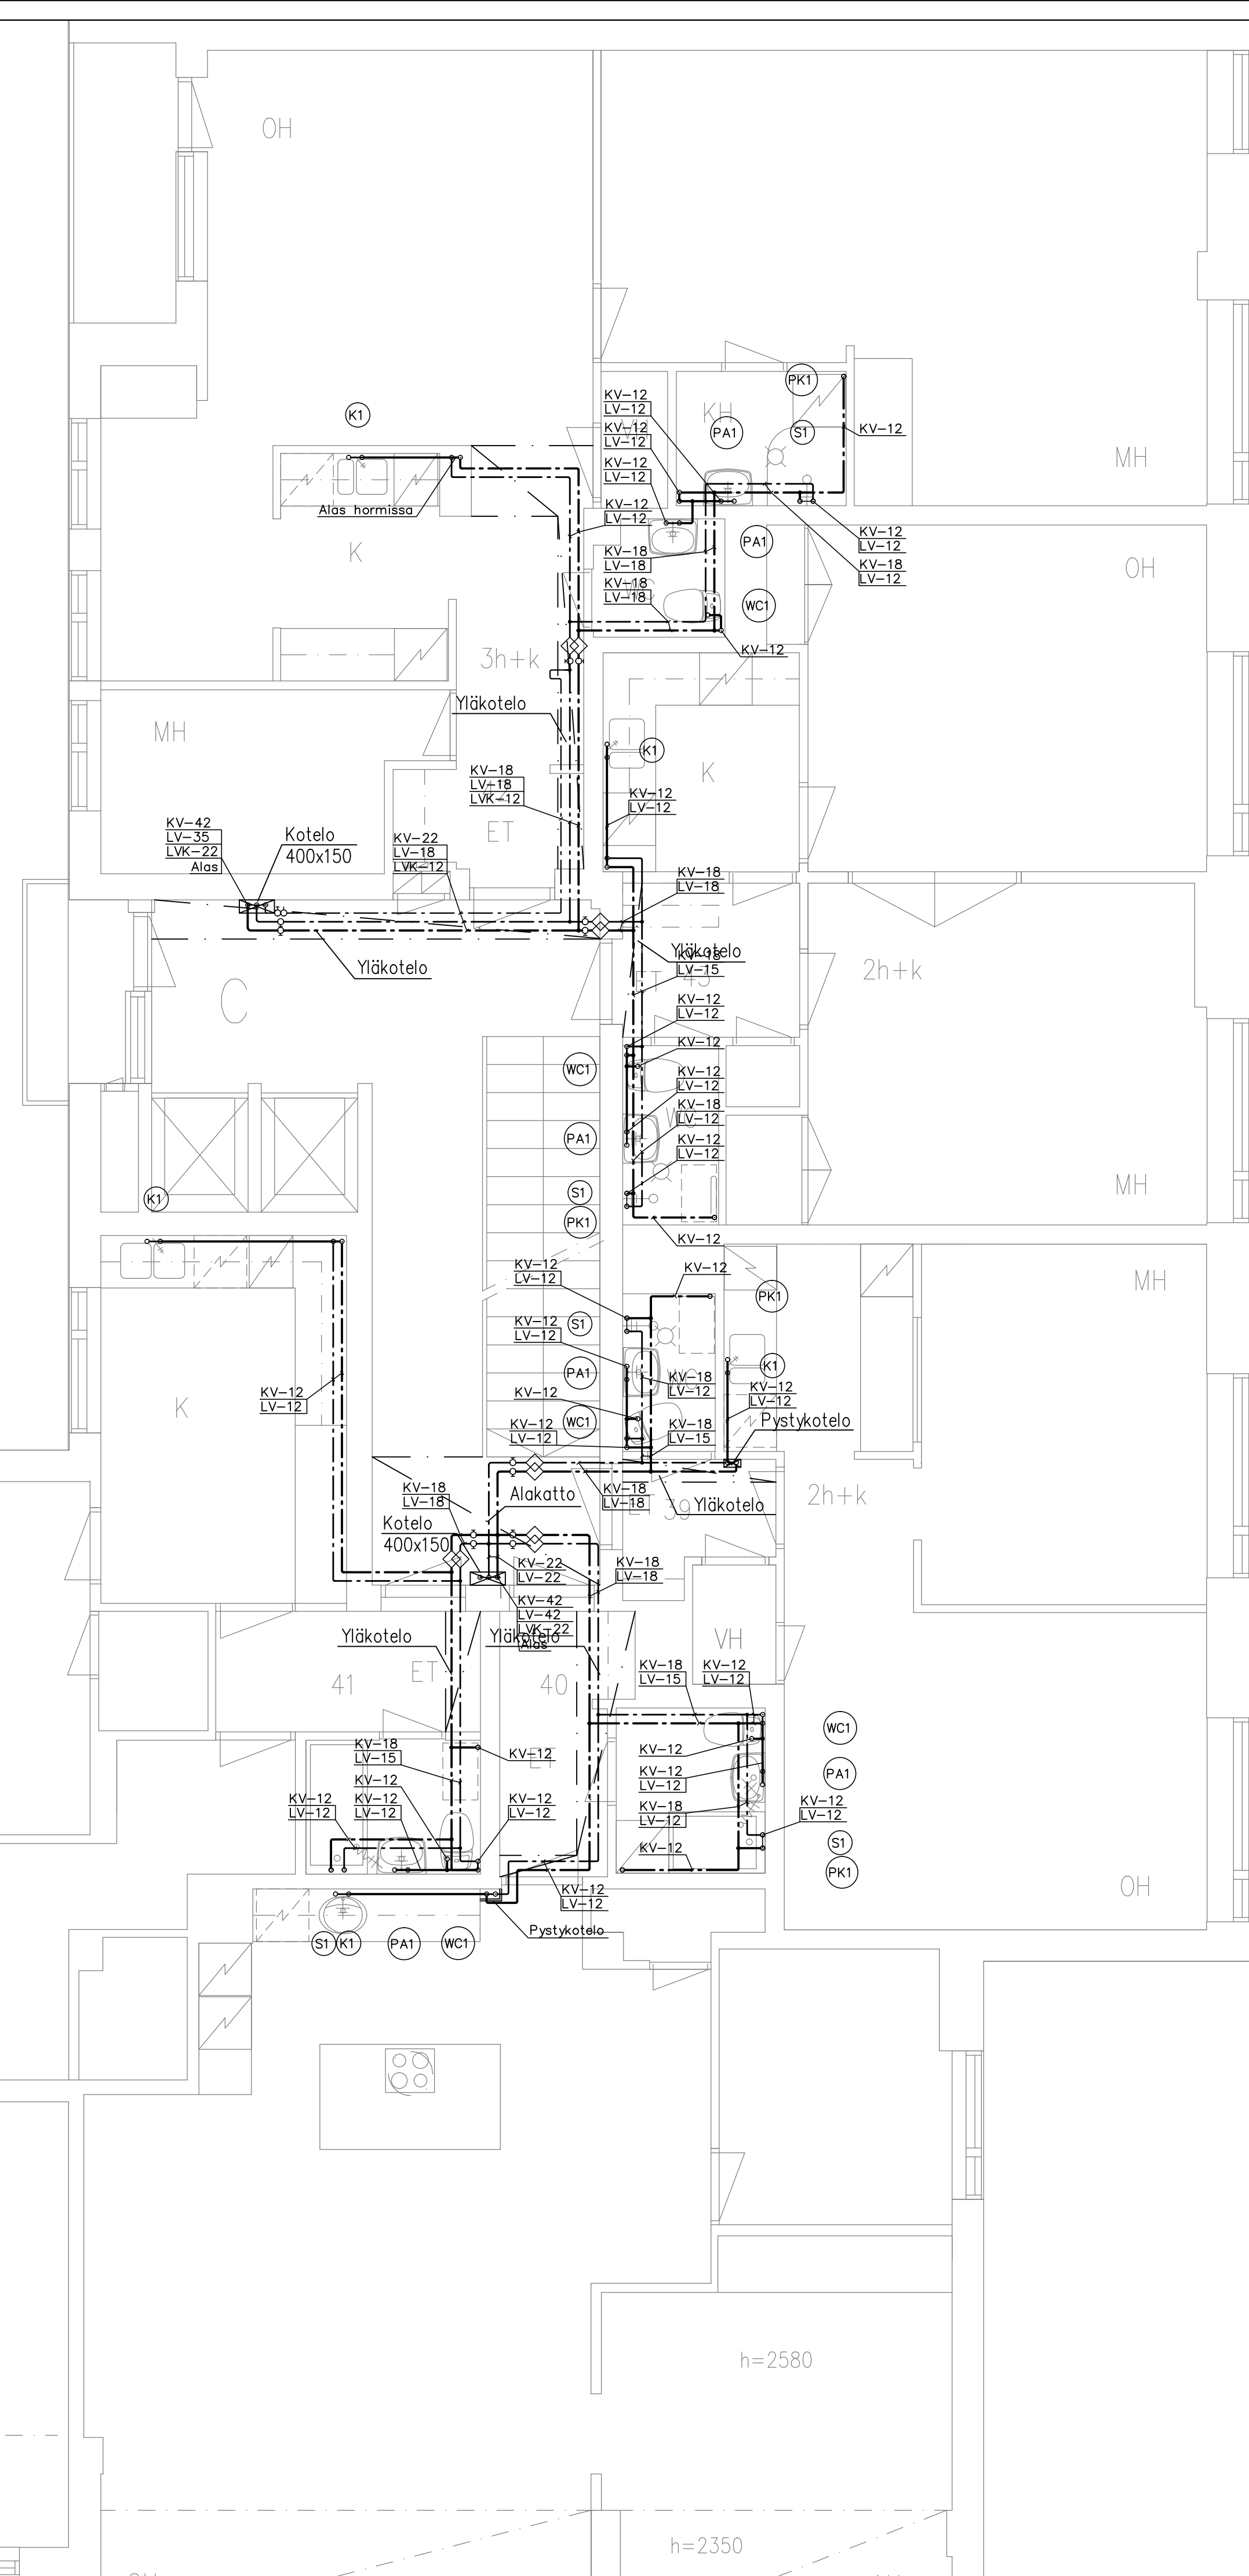 OH
K1
KV-12
LV-12
KV-12
LV-12
KV-12
LV-12
KH
PK1
PA1
S1
KV-12
MH
Alas hormissa
K
KV-12
LV-12
KV-18
LV-18
KV-18
LV-18
WC
PA1
WC1
KV-12
LV-12
KV-18
LV-12
OH
KV-12
3h+k
Yläkotelo
MH
K1
K
KV-18
LV-18
LVK-12
ET
KV-12
LV-12
KV-42
LV-35
LVK-22
Alas
Kotelo
400x150
KV-22
LV-18
LVK-12
KV-18
LV-18
Yläkotelo
Yläkotelo
KV-18
LV-15
ET
43
2h+k
C
KV-12
LV-12
KV-12
WC1
KV-12
LV-12
WC
KV-18
LV-12
PA1
KV-12
LV-12
S1
PK1
MH
K1
KV-12
KV-12
LV-12
KV-12
PK1
MH
S1
KV-12
LV-12
PA1
WC
K1
KV-18
LV-12
KV-12
LV-12
K
KV-12
LV-12
KV-12
WC1
KV-12
LV-12
KV-18
LV-15
Pystykotelo
KV-18
LV-18
Alakatto
KV-18
LV-18
ET
39
Yläkotelo
2h+k
Kotelo
400x150
KV-22
LV-22
KV-18
LV-18
KV-42
LV-42
LVK-22
Alas
Yläkotelo
Yläkotelo
VH
41
ET
40
KV-18
LV-15
KV-12
LV-12
WC1
KV-18
LV-15
KV-12
ET
KV-12
KV-12
KV-12
LV-12
PA1
KV-12
LV-12
KV-12
LV-12
KV-12
LV-12
KV-18
LV-12
KV-12
LV-12
S1
KV-12
PK1
OH
KV-12
LV-12
Pystykotelo
S1
K1
PA1
WC1
h=2580
h=2350